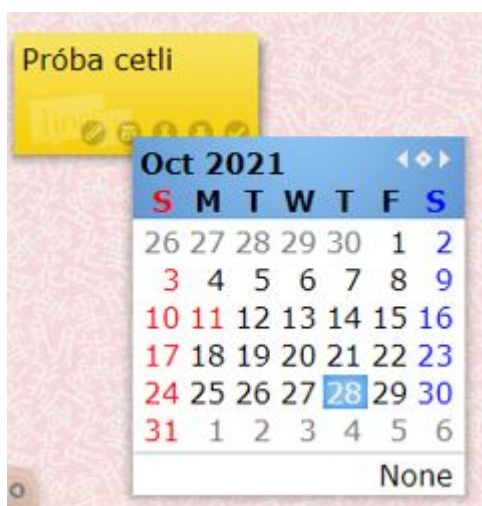 Próba cetli
Oct 2021
S M T W T F S
26 27 28 29 30 1 2
3 4 5 6 7 8 9
10 11 12 13 14 15 16
17 18 19 20 21 22 23
24 25 26 27 28 29 30
31 1 2 3 4 5 6
None